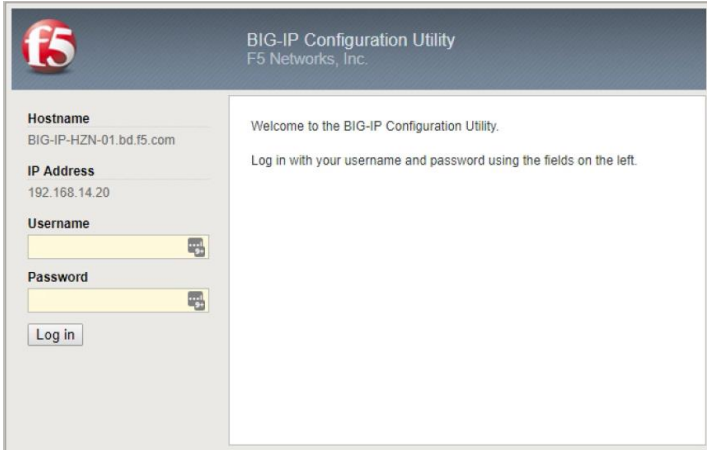 f5
BIG-IP Configuration Utility
F5 Networks, Inc.
Hostname
BIG-IP-HZN-01.bd.f5.com
IP Address
192.168.14.20
Username
9+
Password
9+
Log in
Welcome to the BIG-IP Configuration Utility.
Log in with your username and password using the fields on the left.